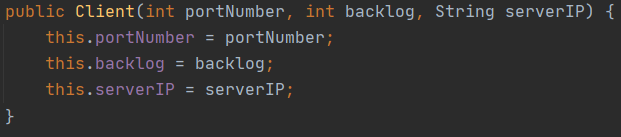 public Client(int portNumber, int backlog, String serverIP) {
    this.portNumber = portNumber;
    this.backlog = backlog;
    this.serverIP = serverIP;
}